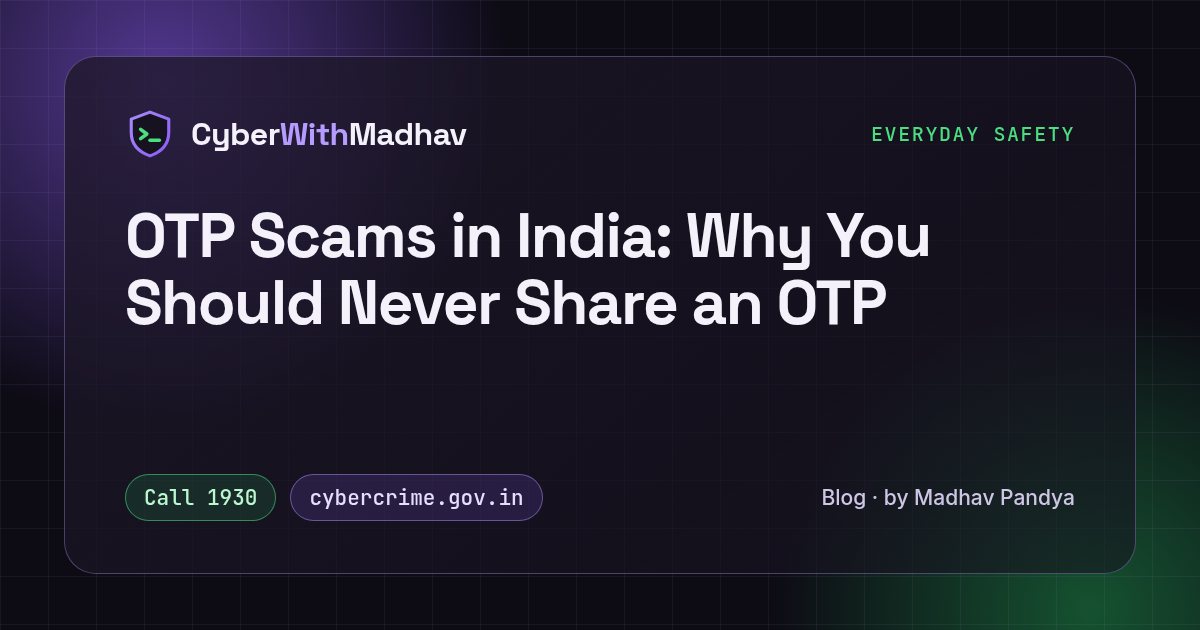 CyberWithMadhav
EVERYDAY SAFETY
OTP Scams in India: Why You
Should Never Share an OTP
Call 1930
cybercrime.gov.in
Blog · by Madhav Pandya